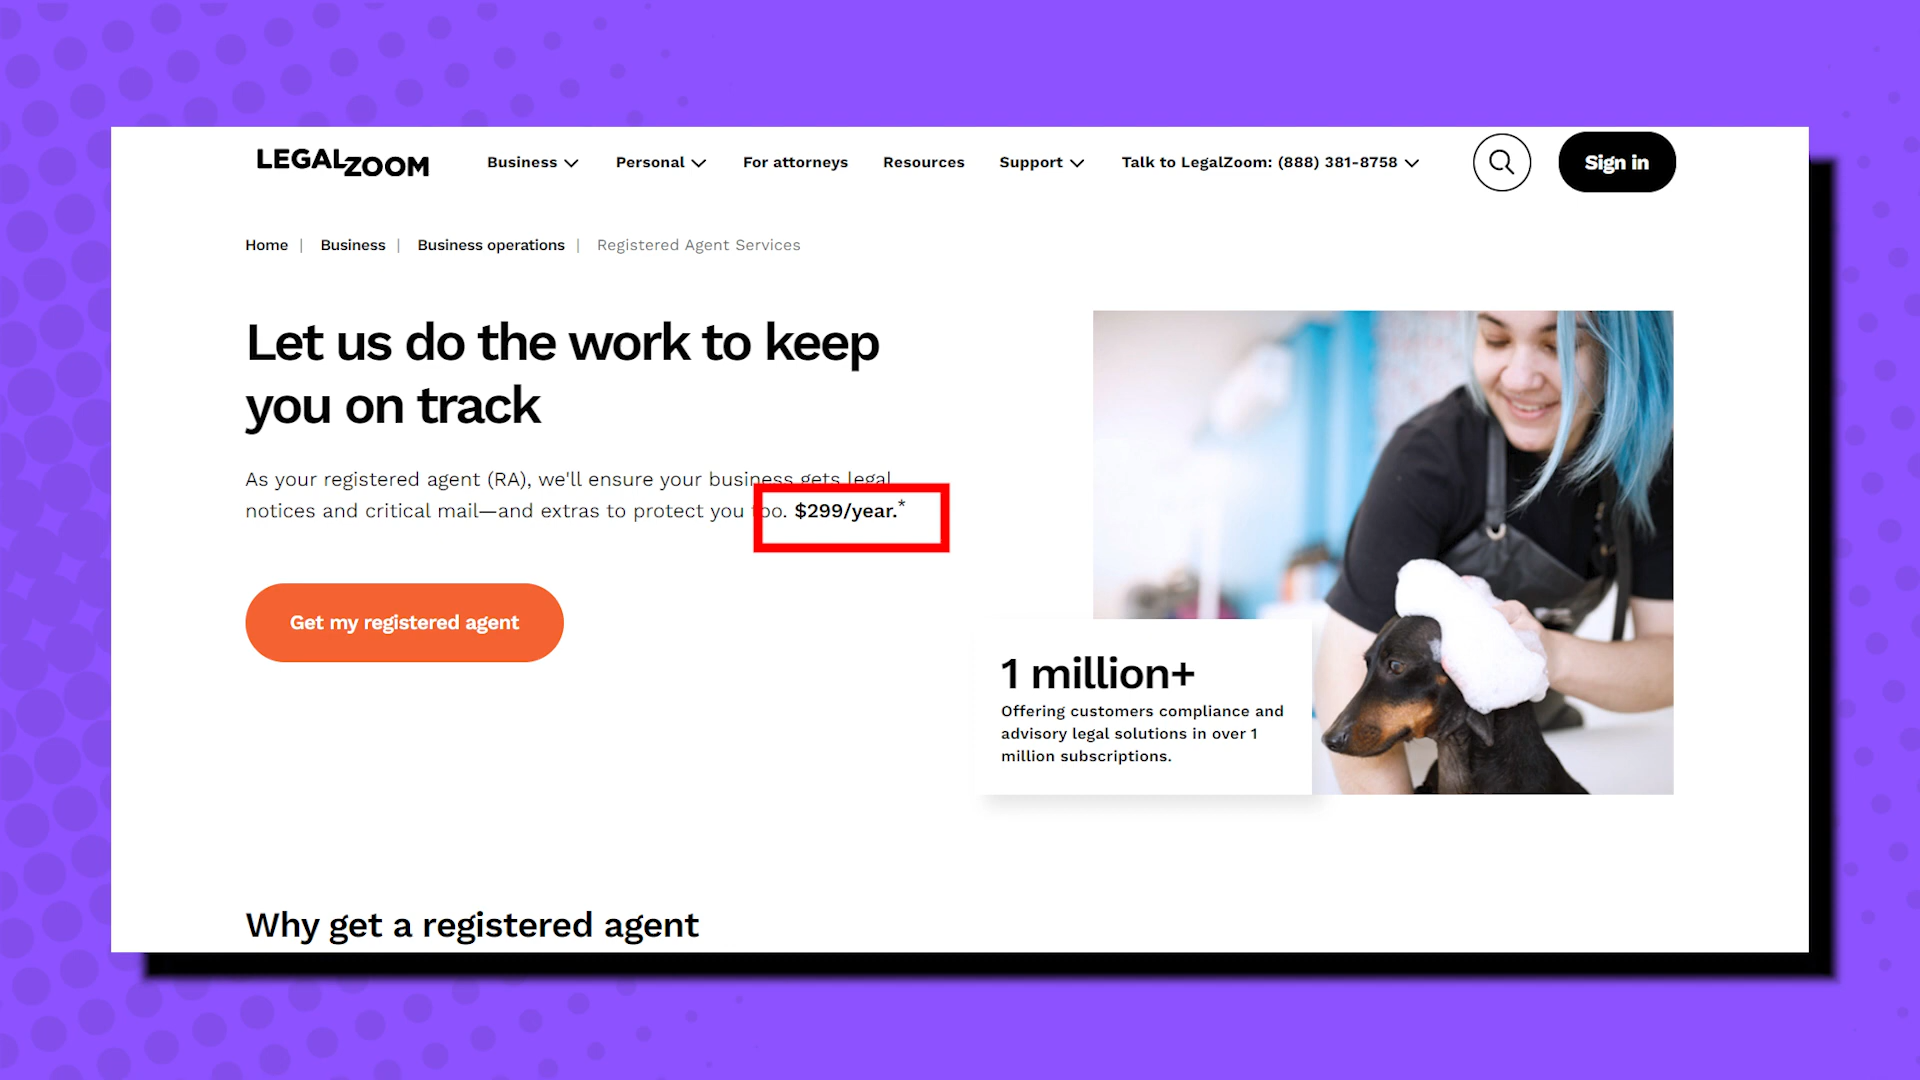 LEGALZOOM
Business
Personal
For attorneys
Resources
Support
Talk to LegalZoom: (888) 381-8758
Sign in
Home | Business | Business operations | Registered Agent Services
Let us do the work to keep
you on track
As your registered agent (RA), we'll ensure your business gets legal
notices and critical mail—and extras to protect you too. $299/year.*
Get my registered agent
1 million+
Offering customers compliance and
advisory legal solutions in over 1
million subscriptions.
Why get a registered agent